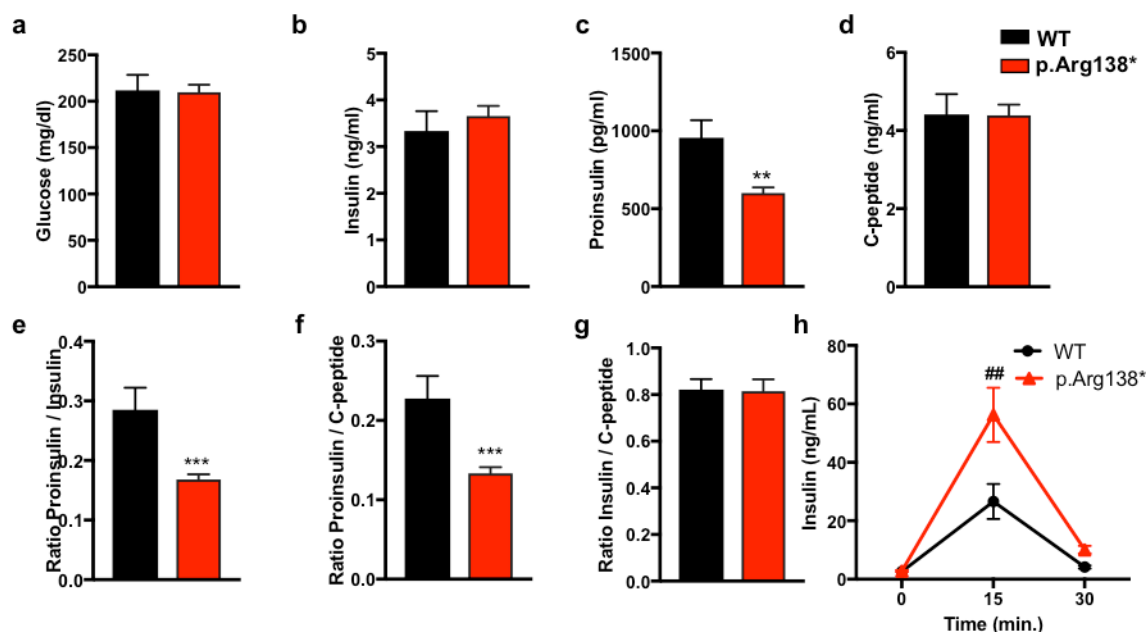 a
250
200
150
100
50
0
Glucose (mg/dl)
b
5
4
3
2
1
0
Insulin (ng/ml)
c
1500
1000
500
0
Proinsulin (pg/ml)
**
d
6
4
2
0
C-peptide (ng/ml)
WT
p.Arg138*
e
0.4
0.3
0.2
0.1
0.0
Ratio Proinsulin / Insulin
***
f
0.3
0.2
0.1
0.0
Ratio Proinsulin / C-peptide
***
g
1.0
0.8
0.6
0.4
0.2
0.0
Ratio Insulin / C-peptide
h
80
60
40
20
0
Insulin (ng/mL)
WT
p.Arg138*
##
0 15 30
Time (min.)